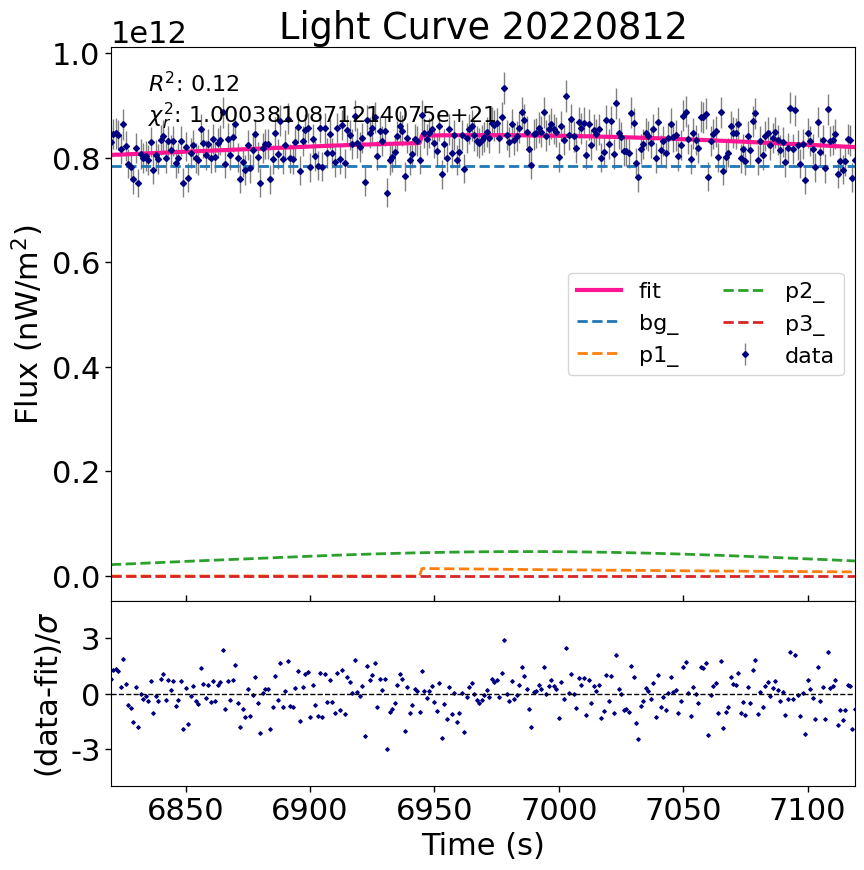 Light Curve 20220812
1e12
R²: 0.12
χ²ᵣ: 1.0003810871214075e+21
1.0
0.8
0.6
0.4
0.2
0.0
Flux (nW/m²)
fit
bg_
p1_
p2_
p3_
data
3
0
-3
(data-fit)/σ
6850 6900 6950 7000 7050 7100
Time (s)